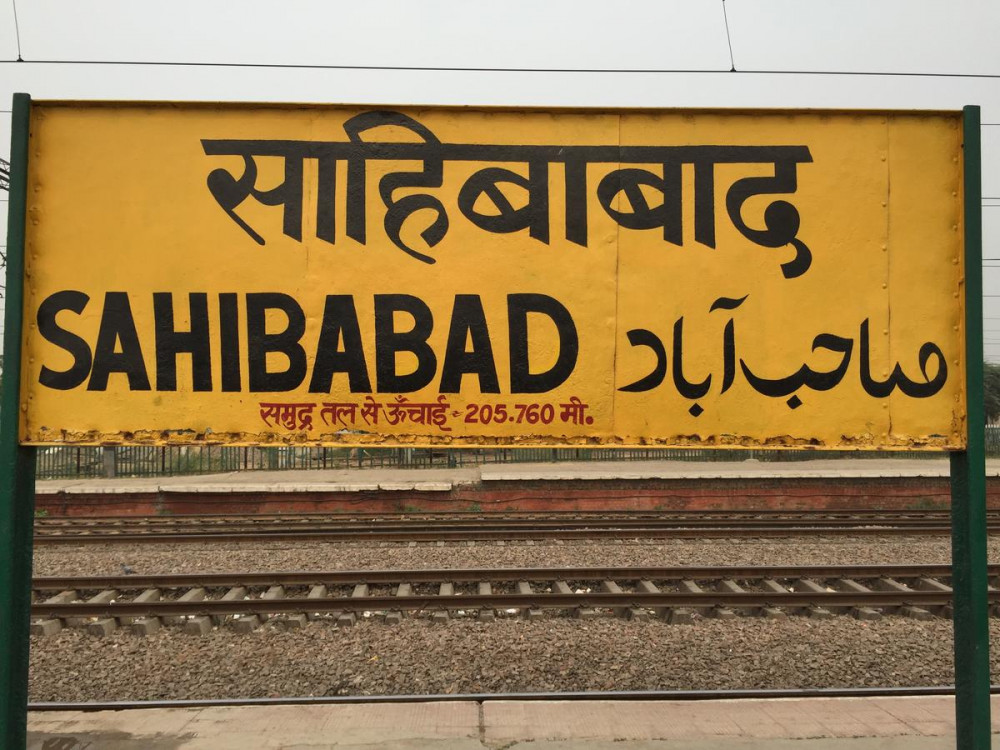 साहिबाबाद
SAHIBABAD
صاحب آباد
समुद्र तल से ऊँचाई - 205.760 मी.